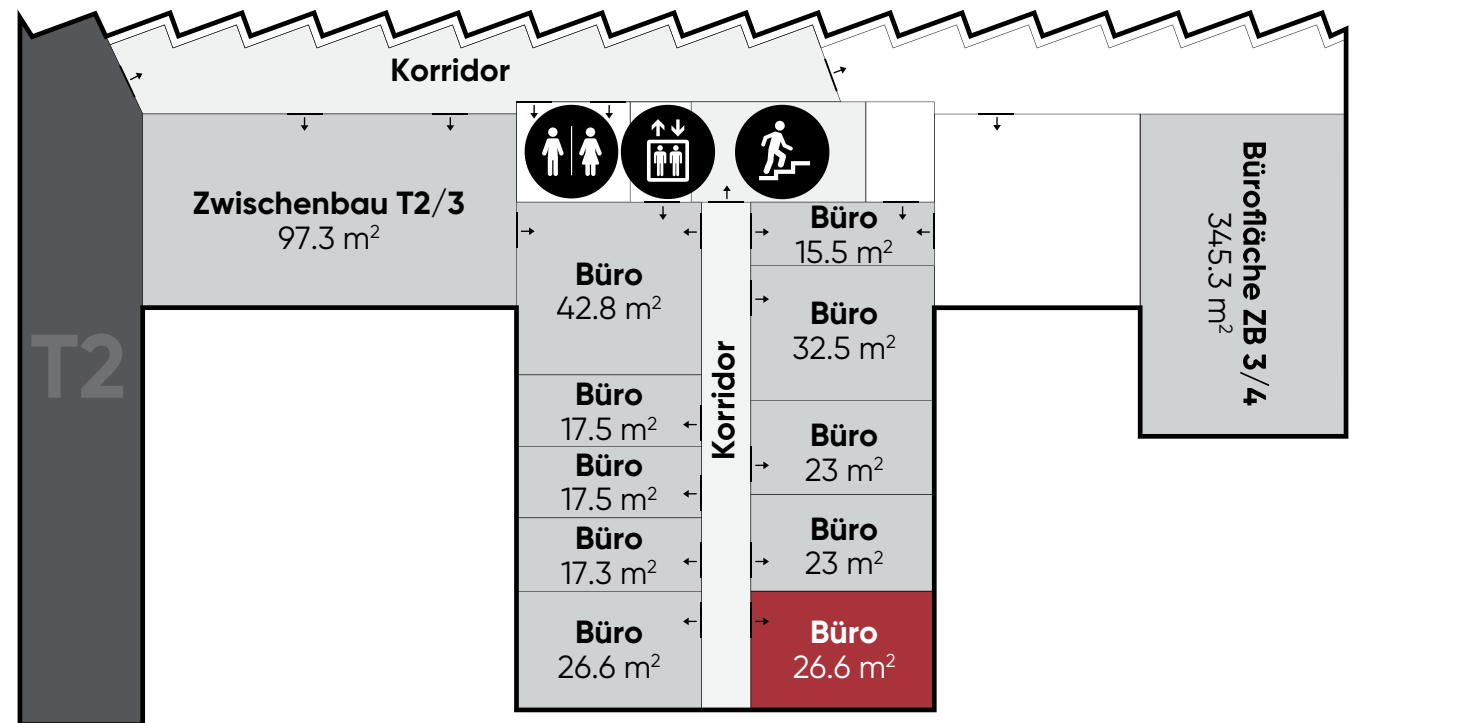 Korridor
Zwischenbau T2/3
97.3 m²
T2
Büro
42.8 m²
Büro
17.5 m²
Büro
17.5 m²
Büro
17.3 m²
Büro
26.6 m²
Korridor
Büro
15.5 m²
Büro
32.5 m²
Büro
23 m²
Büro
23 m²
Büro
26.6 m²
Bürofläche ZB 3/4
345.3 m²